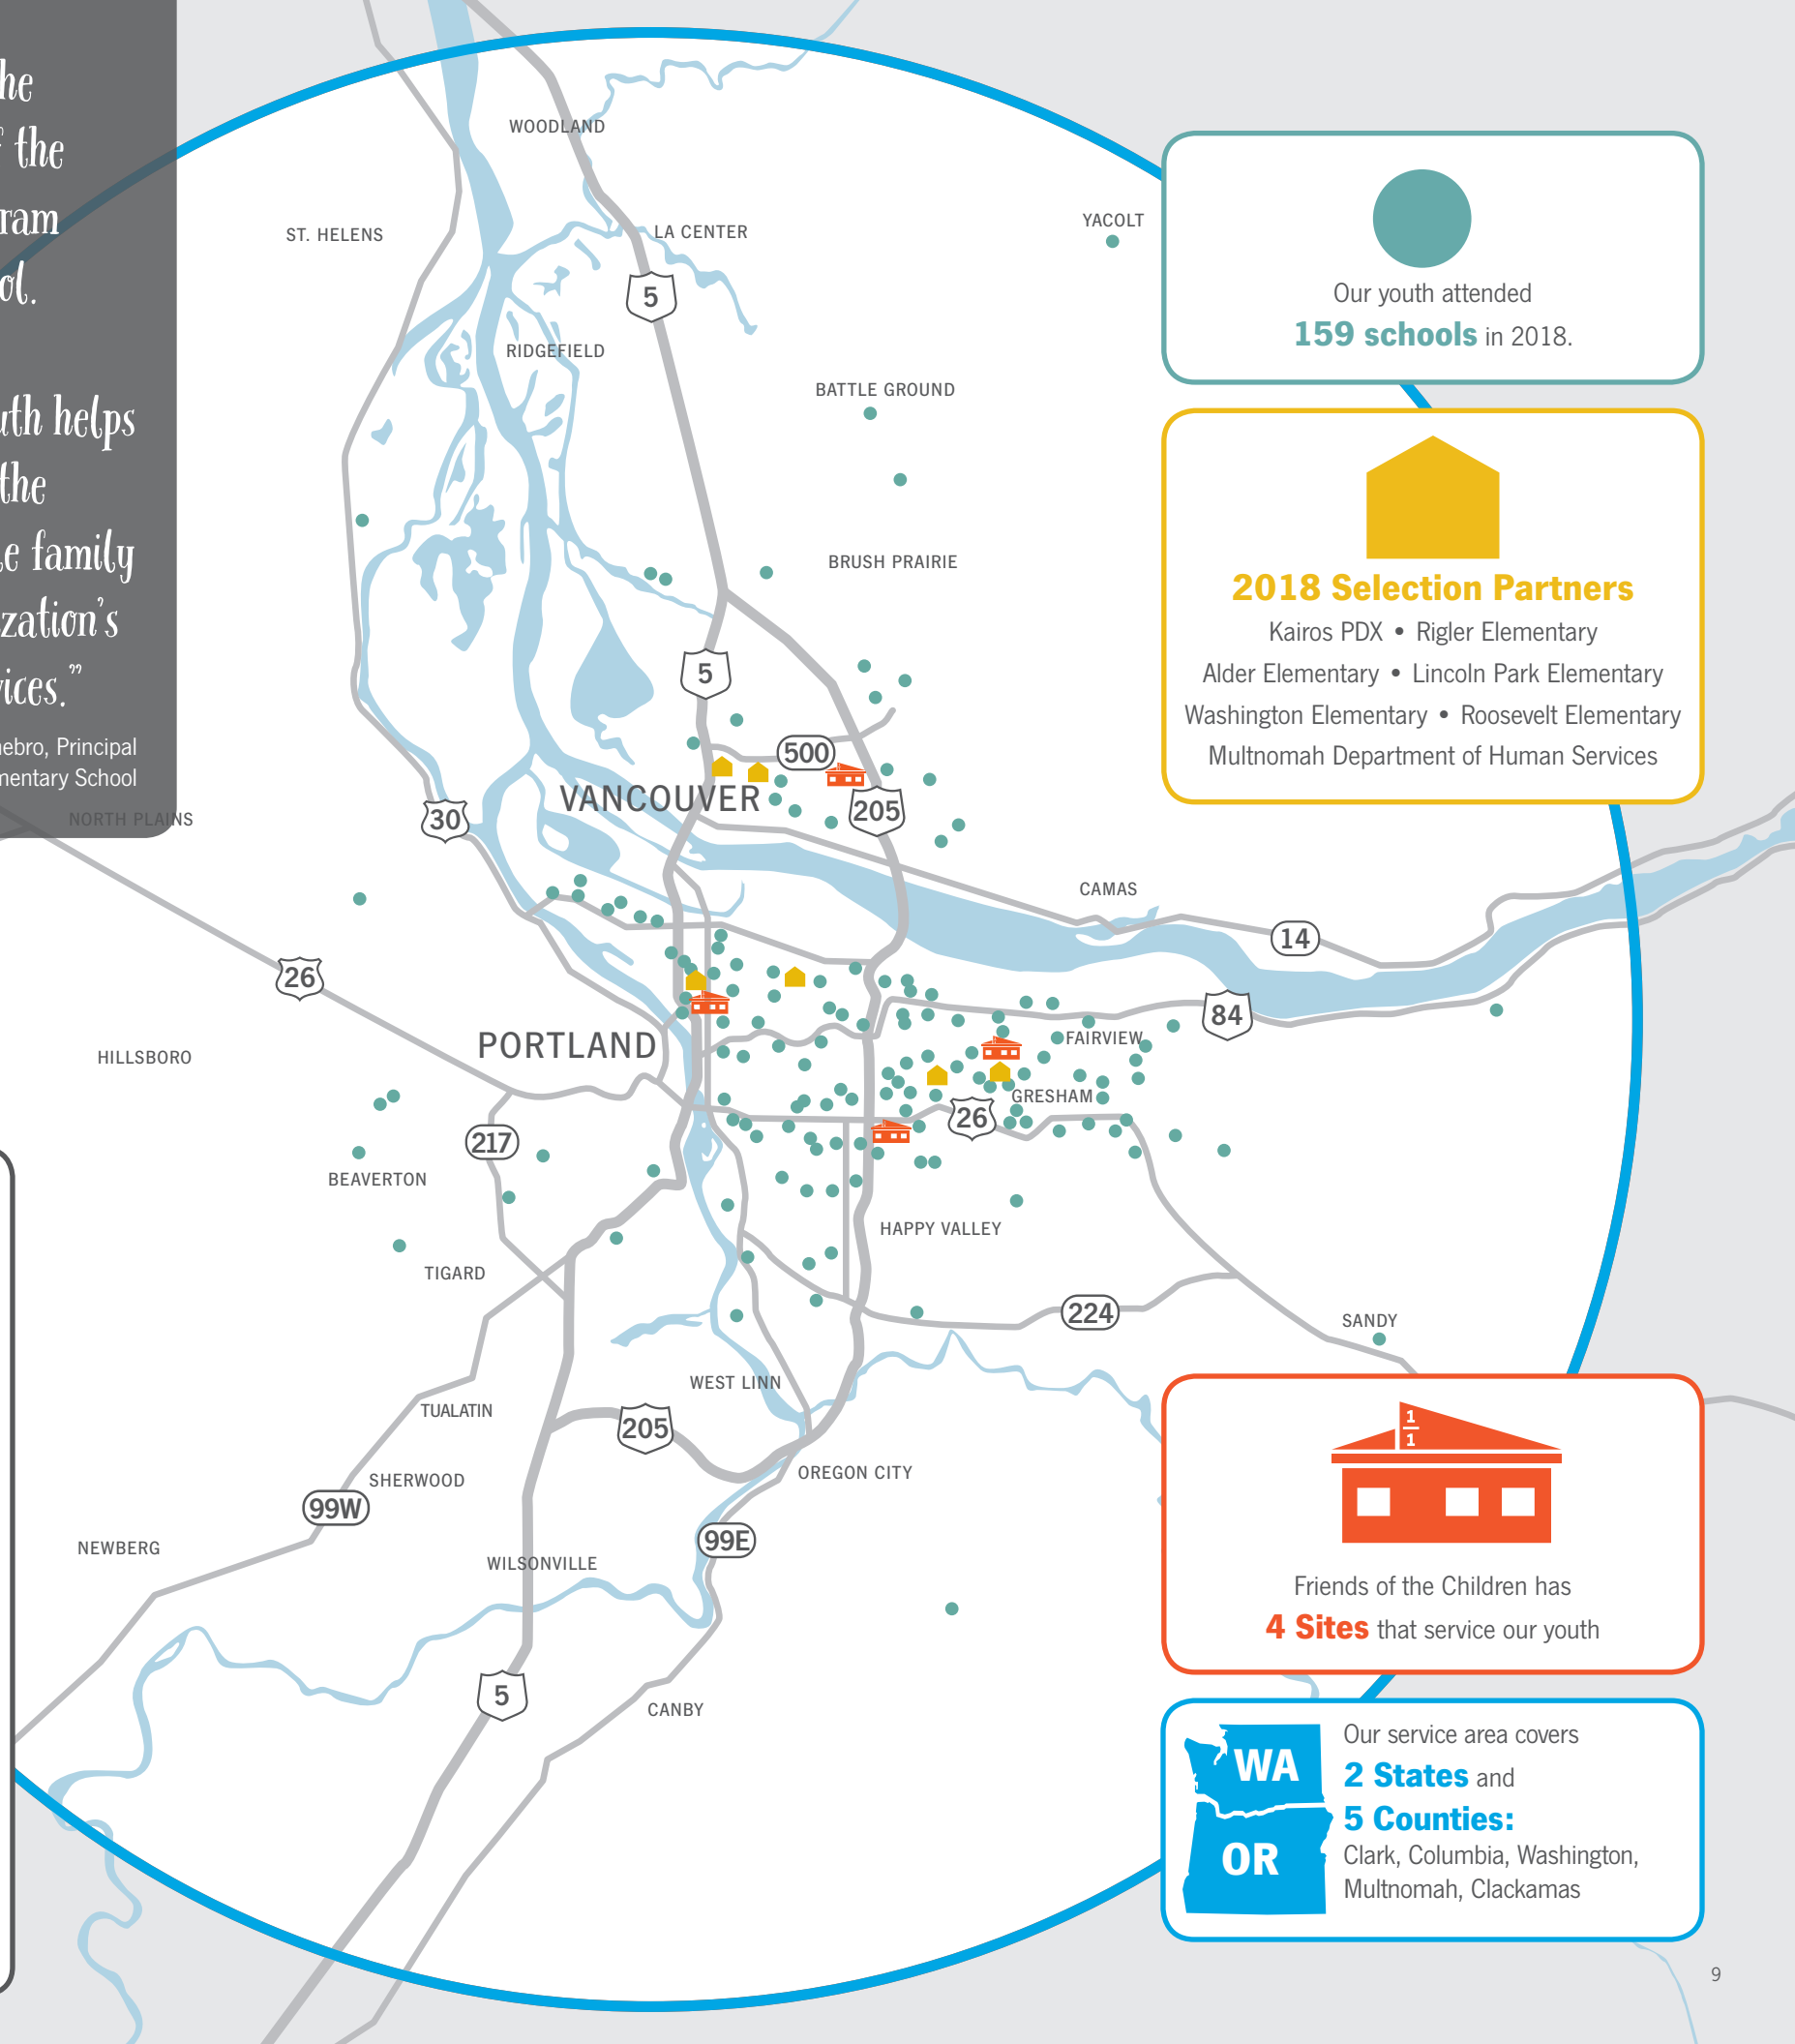 he
f the
ram
ol.
uth helps
the
e family
zation's
vices.”
nebro, Principal
mentary School
WOODLAND
ST. HELENS
LA CENTER
YACOLT
5
RIDGEFIELD
BATTLE GROUND
BRUSH PRAIRIE
5
500
VANCOUVER
205
30
NORTH PLAINS
CAMAS
14
26
84
PORTLAND
FAIRVIEW
HILLSBORO
GRESHAM
26
217
BEAVERTON
HAPPY VALLEY
TIGARD
224
SANDY
WEST LINN
TUALATIN
205
SHERWOOD
OREGON CITY
99W
99E
NEWBERG
WILSONVILLE
5
CANBY
Our youth attended
159 schools in 2018.
2018 Selection Partners
Kairos PDX • Rigler Elementary
Alder Elementary • Lincoln Park Elementary
Washington Elementary • Roosevelt Elementary
Multnomah Department of Human Services
1
1
Friends of the Children has
4 Sites that service our youth
WA
OR
Our service area covers
2 States and
5 Counties:
Clark, Columbia, Washington,
Multnomah, Clackamas
9